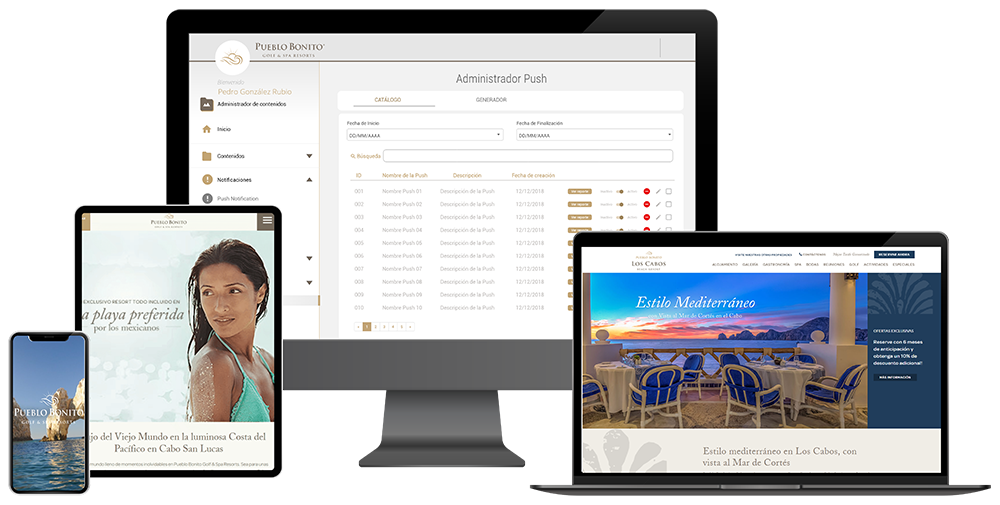 PUEBLO BONITO
GOLF & SPA RESORTS
Bienvenido
Pedro González Rubio
Administrador de contenidos
Inicio
Contenidos
Notificaciones
Push Notification
Administrador Push
CATÁLOGO GENERADOR
Fecha de Inicio Fecha de Finalización
DD/MM/AAAA DD/MM/AAAA
Búsqueda
ID Nombre de la Push Descripción Fecha de creación
001 Nombre Push 01 Descripción de la Push 12/12/2018
002 Nombre Push 02 Descripción de la Push 12/12/2018
003 Nombre Push 03 Descripción de la Push 12/12/2018
004 Nombre Push 04 Descripción de la Push 12/12/2018
005 Nombre Push 05 Descripción de la Push 12/12/2018
006 Nombre Push 06 Descripción de la Push 12/12/2018
007 Nombre Push 07 Descripción de la Push 12/12/2018
008 Nombre Push 08 Descripción de la Push 12/12/2018
009 Nombre Push 09 Descripción de la Push 12/12/2018
010 Nombre Push 10 Descripción de la Push 12/12/2018
« 1 2 3 4 5 »
PUEBLO BONITO
EXCLUSIVO RESORT TODO INCLUIDO EN
a playa preferida
por los mexicanos
jo del Viejo Mundo en la luminosa Costa del
Pacífico en Cabo San Lucas
mundo lleno de momentos inolvidables en Pueblo Bonito Golf & Spa Resorts. Sea para unas
PUEBLO BONITO
GOLF & SPA RESORTS
PUEBLO BONITO
LOS CABOS
VISITE NUESTRAS OTRAS PROPIEDADES
RESERVAR AHORA
ALOJAMIENTO GALERÍA GASTRONOMÍA SPA BODAS REUNIONES GOLF ACTIVIDADES ESPECIALES
Estilo Mediterráneo
con Vista al Mar de Cortés en el Cabo
OFERTAS EXCLUSIVAS
Reserve con 6 meses
de anticipación y
obtenga un 10% de
descuento adicional!
MÁS INFORMACIÓN
Estilo mediterráneo en Los Cabos, con
vista al Mar de Cortés